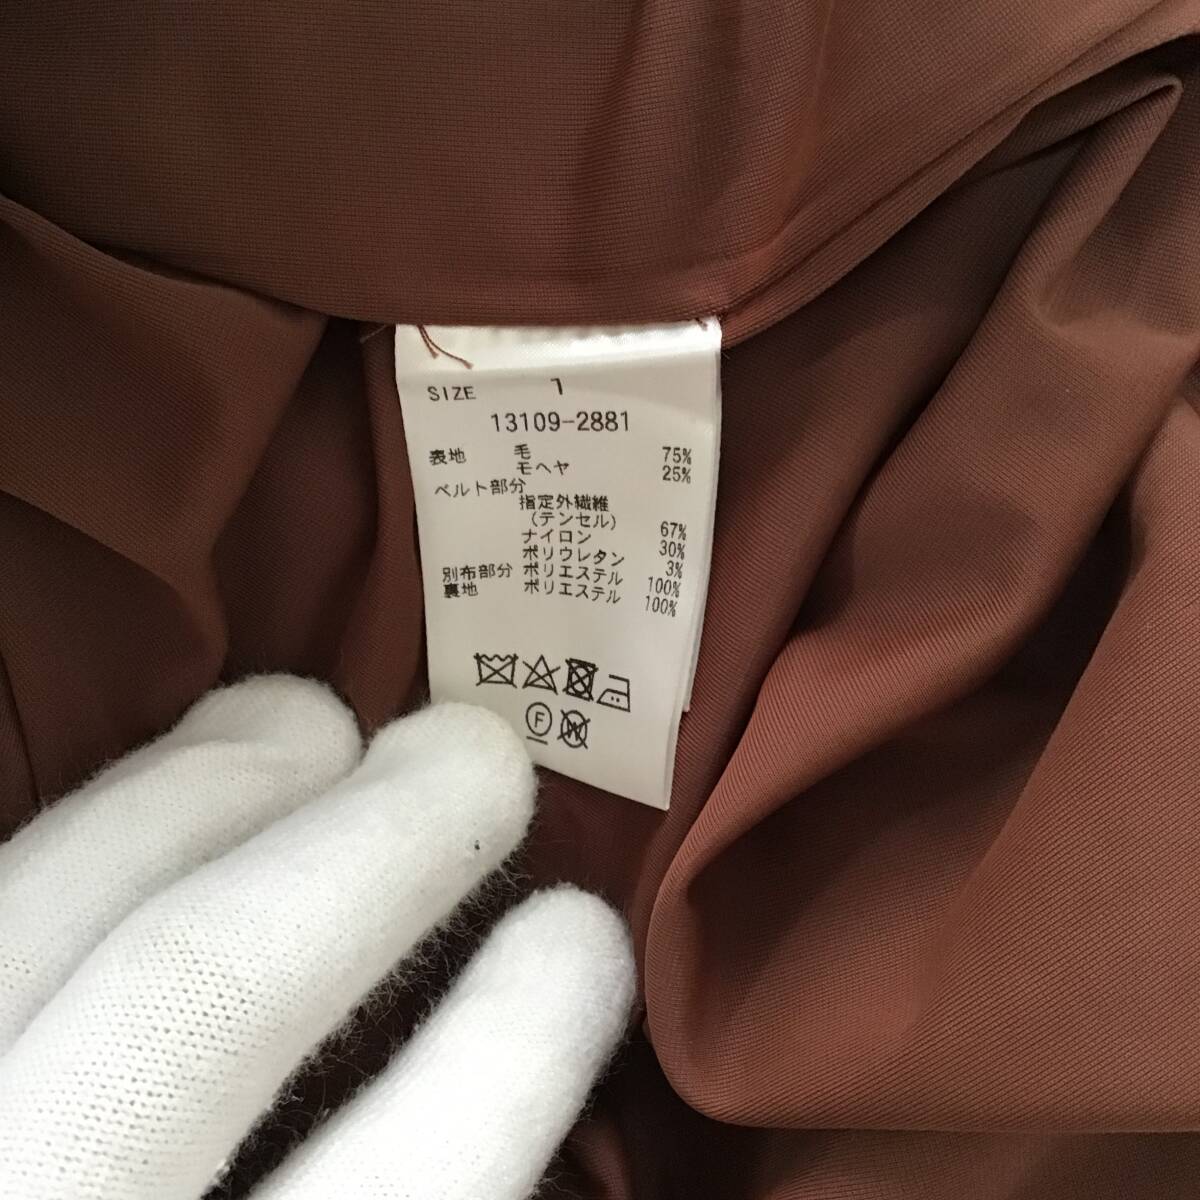 SIZE 1
13109-2881
表地 毛 75%
モヘヤ 25%
ベルト部分
指定外繊維
(テンセル) 67%
ナイロン 30%
ポリウレタン 3%
別布部分 ポリエステル 100%
裏地 ポリエステル 100%
F W